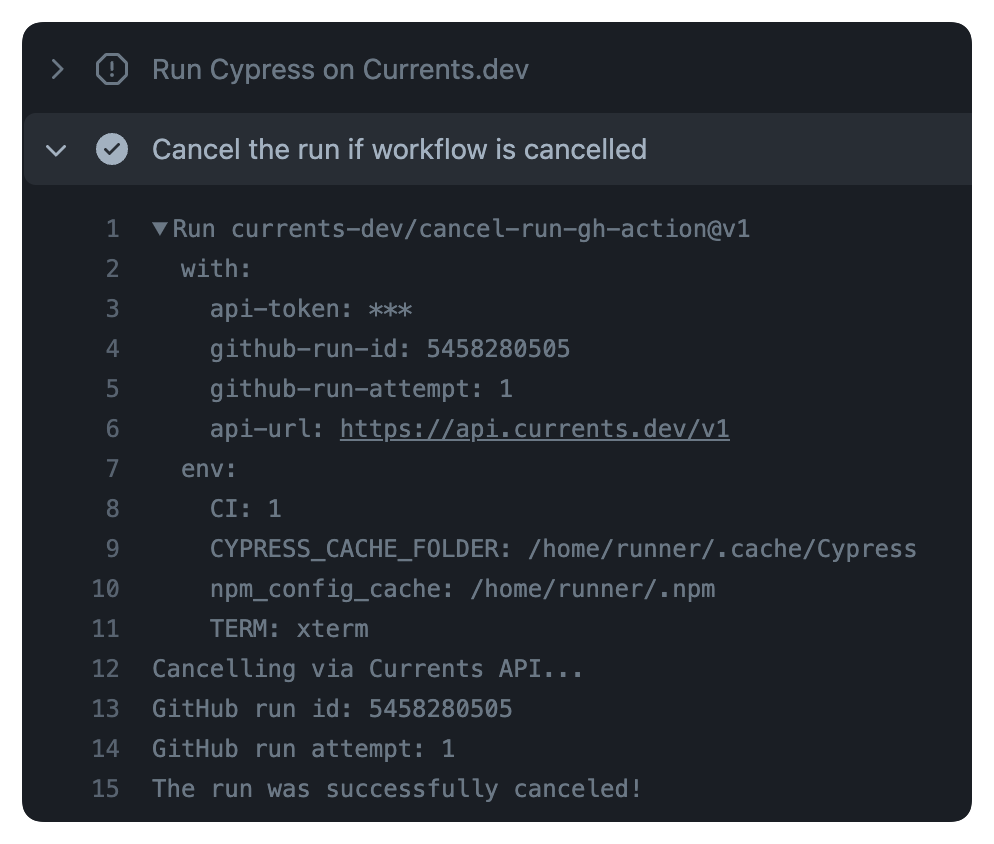 Run Cypress on Currents.dev
Cancel the run if workflow is cancelled
1 ▼Run currents-dev/cancel-run-gh-action@v1
2 with:
3 api-token: ***
4 github-run-id: 5458280505
5 github-run-attempt: 1
6 api-url: https://api.currents.dev/v1
7 env:
8 CI: 1
9 CYPRESS_CACHE_FOLDER: /home/runner/.cache/Cypress
10 npm_config_cache: /home/runner/.npm
11 TERM: xterm
12 Cancelling via Currents API...
13 GitHub run id: 5458280505
14 GitHub run attempt: 1
15 The run was successfully canceled!